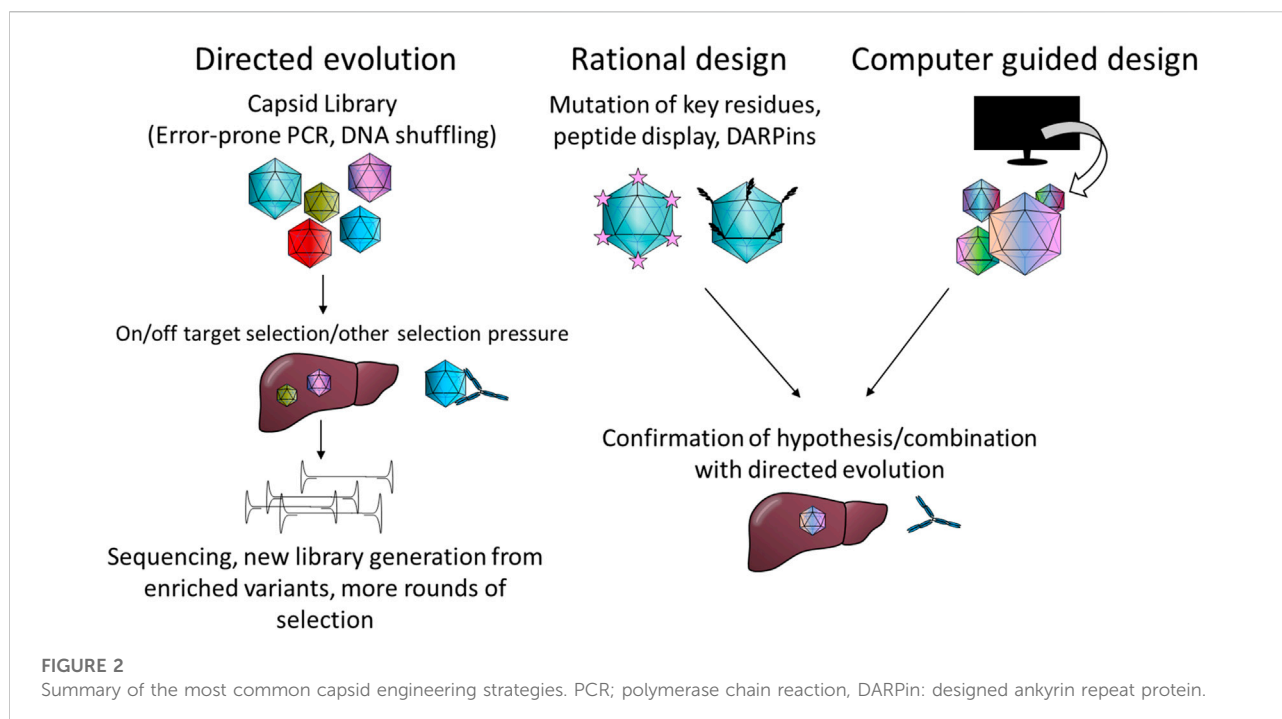 Directed evolution
Capsid Library
(Error-prone PCR, DNA shuffling)
On/off target selection/other selection pressure
Sequencing, new library generation from
enriched variants, more rounds of
selection
Rational design
Mutation of key residues,
peptide display, DARPins
Computer guided design
Confirmation of hypothesis/combination
with directed evolution
FIGURE 2
Summary of the most common capsid engineering strategies. PCR; polymerase chain reaction, DARPin: designed ankyrin repeat protein.